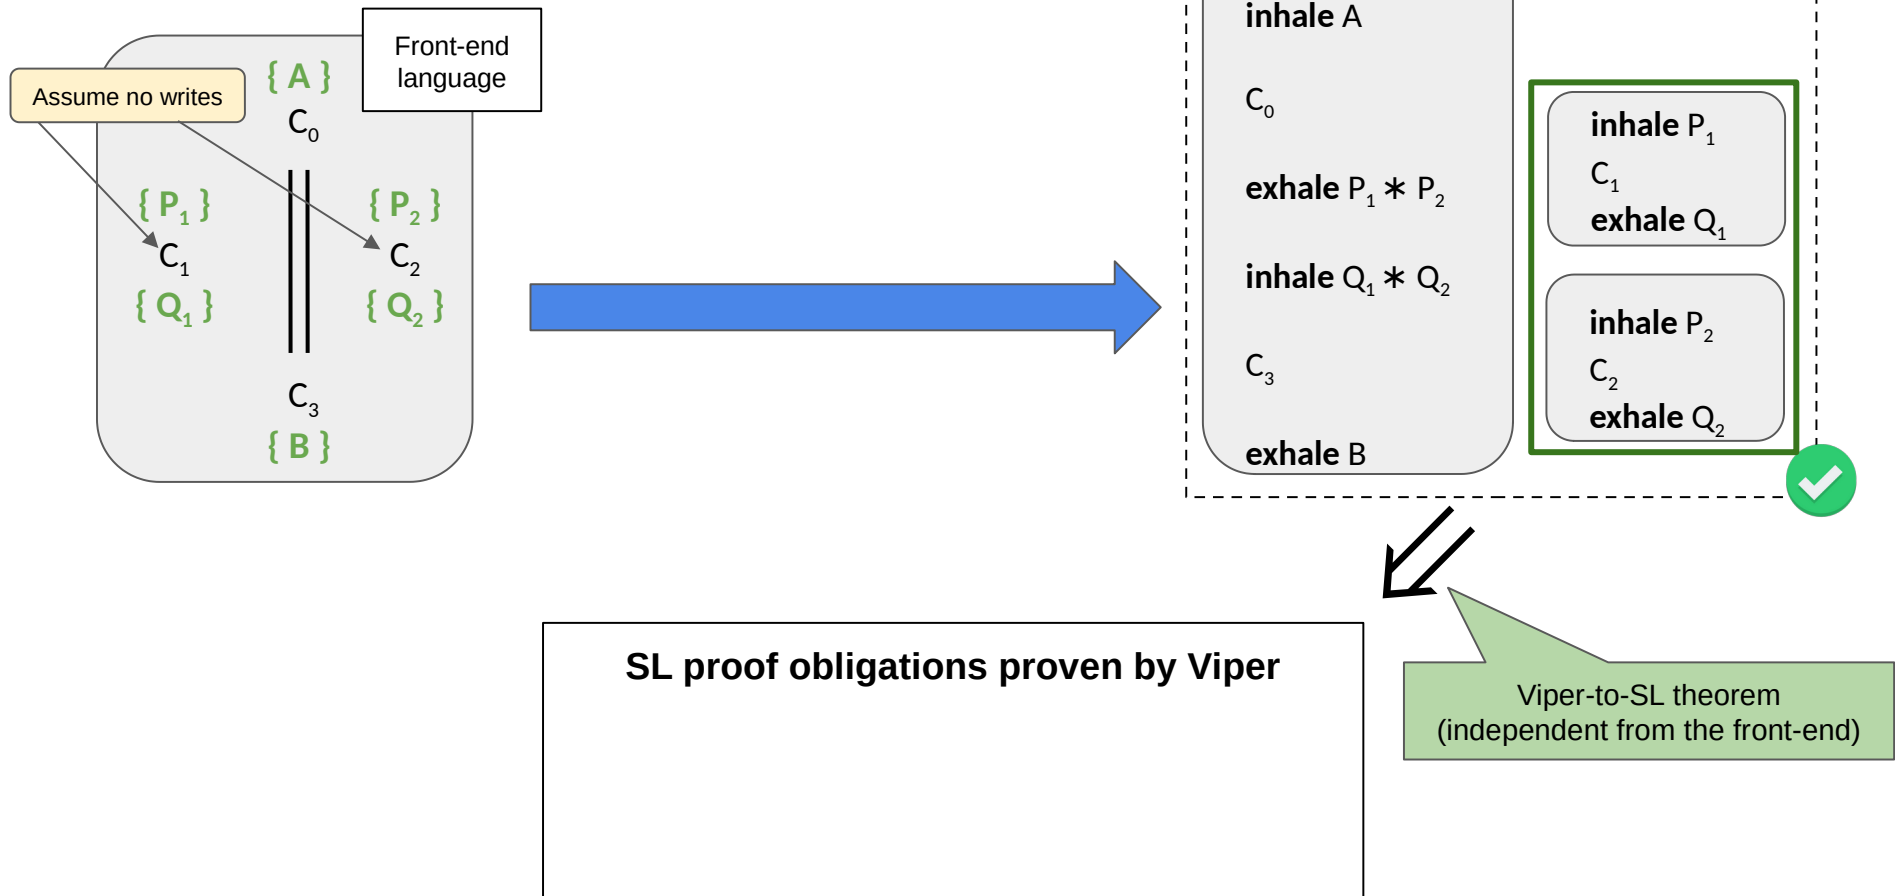 Front-end
language
Assume no writes
{ A }
C0
{ P1 }
{ P2 }
C1
C2
{ Q1 }
{ Q2 }
C3
{ B }
inhale A
C0
exhale P1 ∗ P2
inhale Q1 ∗ Q2
C3
exhale B
inhale P1
C1
exhale Q1
inhale P2
C2
exhale Q2
SL proof obligations proven by Viper
Viper-to-SL theorem
(independent from the front-end)